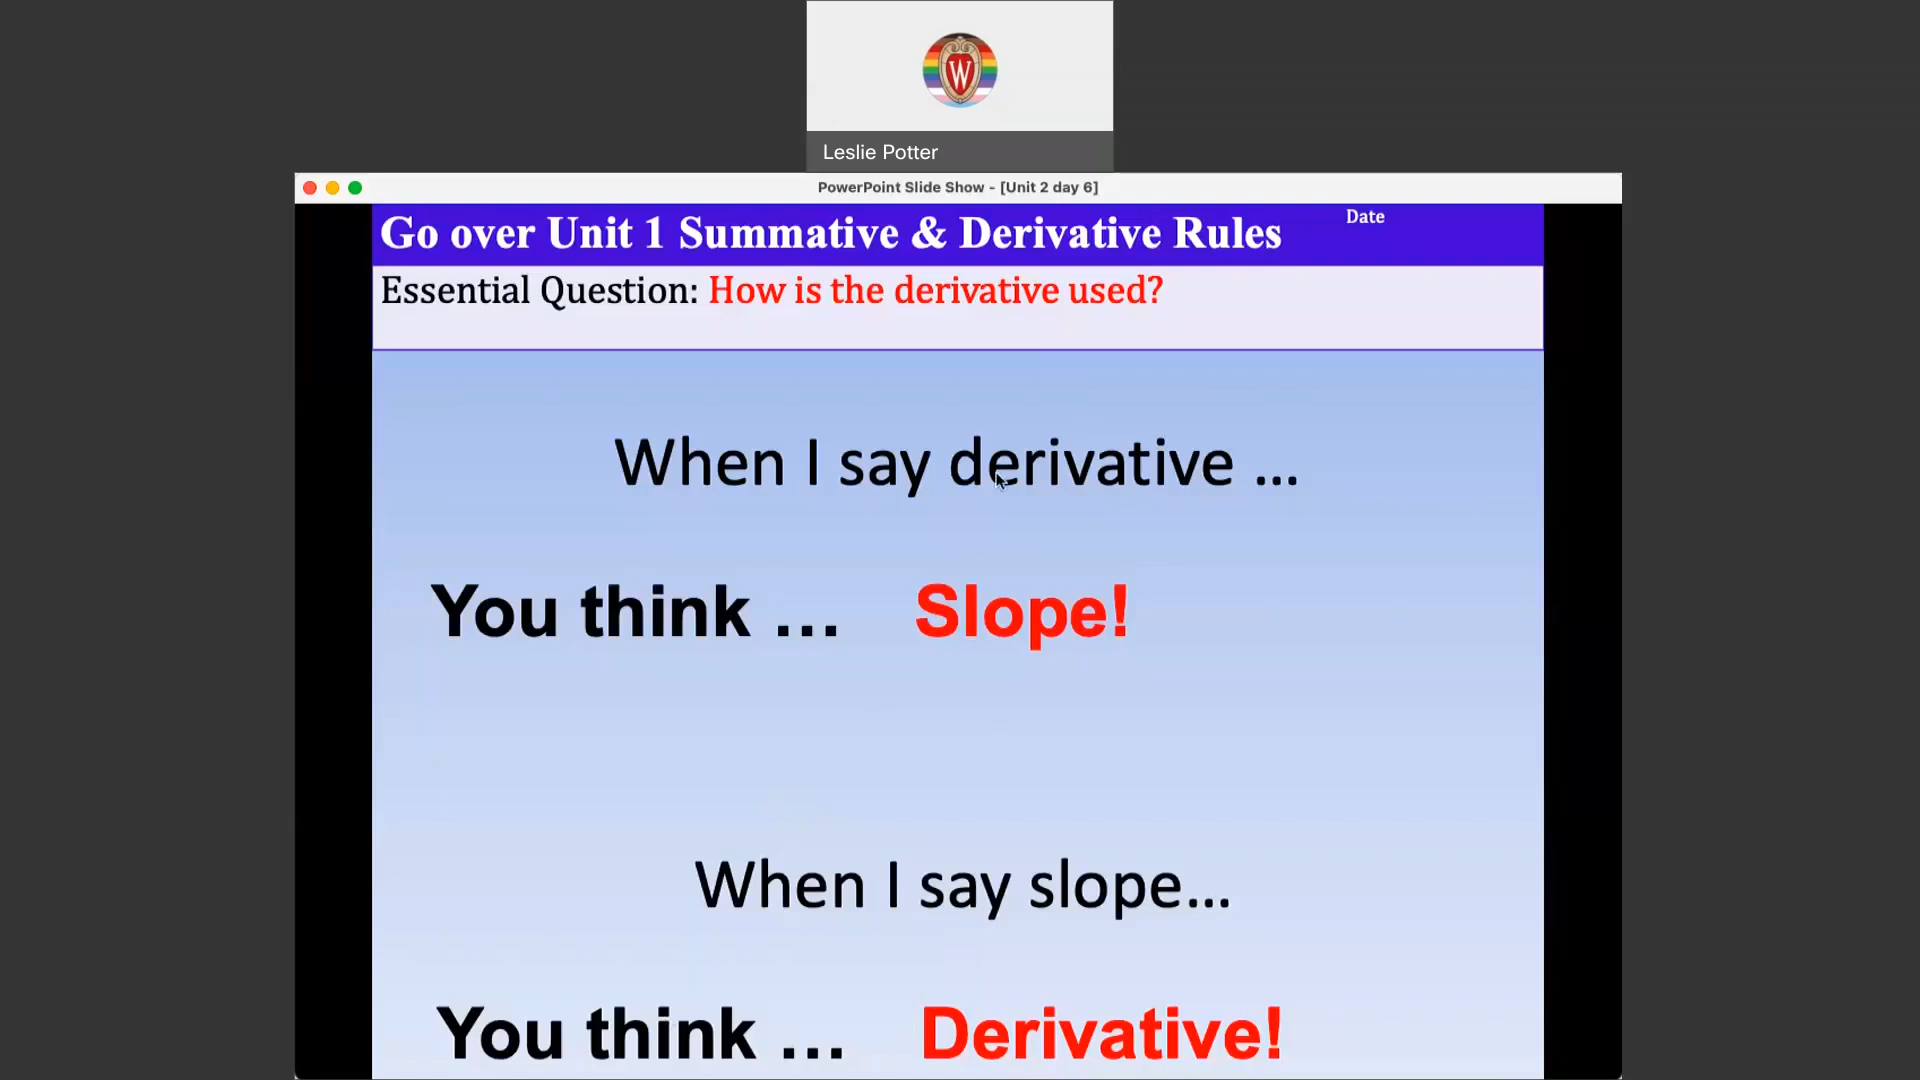 W
Leslie Potter
PowerPoint Slide Show - [Unit 2 day 6]
Go over Unit 1 Summative & Derivative Rules
Date
Essential Question: How is the derivative used?
When I say derivative ...
You think ... Slope!
When I say slope...
You think ... Derivative!